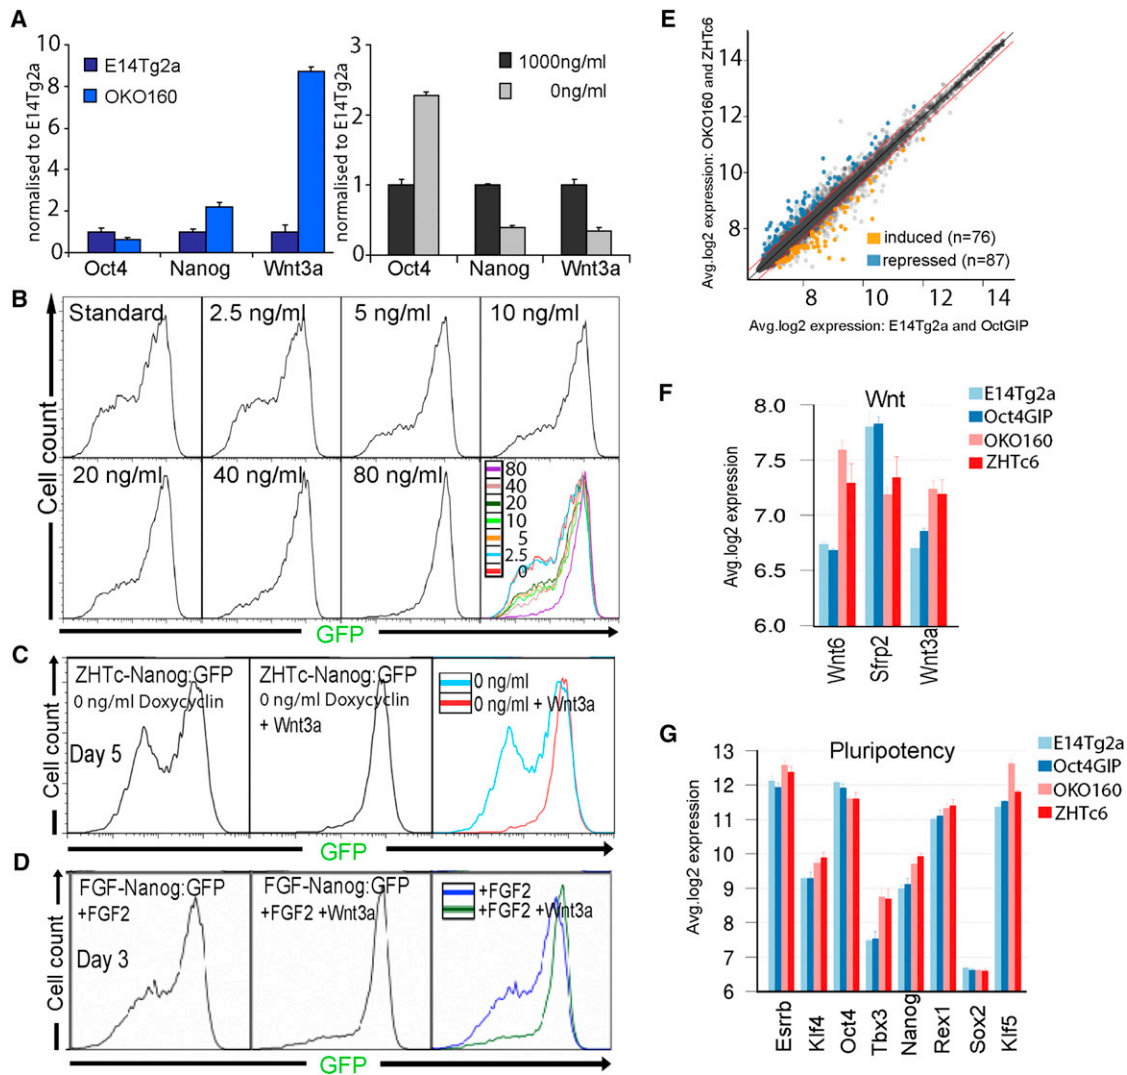 A
10
8
6
4
2
0
normalised to E14Tg2a
E14Tg2a
OKO160
Oct4 Nanog Wnt3a
3
2
1
0
normalised to E14Tg2a
1000ng/ml
0ng/ml
Oct4 Nanog Wnt3a
B
Cell count
Standard 2.5 ng/ml 5 ng/ml 10 ng/ml
20 ng/ml 40 ng/ml 80 ng/ml
80
40
20
10
5
2.5
0
GFP
C
Cell count
ZHTc-Nanog:GFP
0 ng/ml Doxycyclin
Day 5
ZHTc-Nanog:GFP
0 ng/ml Doxycyclin
+ Wnt3a
0 ng/ml
0 ng/ml + Wnt3a
GFP
D
Cell count
FGF-Nanog:GFP
+FGF2
Day 3
FGF-Nanog:GFP
+FGF2 +Wnt3a
+FGF2
+FGF2 +Wnt3a
GFP
E
Avg.log2 expression: OKO160 and ZHTc6
14
12
10
8
induced (n=76)
repressed (n=87)
8 10 12 14
Avg.log2 expression: E14Tg2a and OctGIP
F
Wnt
Avg.log2 expression
8.0
7.5
7.0
6.5
6.0
E14Tg2a
Oct4GIP
OKO160
ZHTc6
Wnt6 Sfrp2 Wnt3a
G
Pluripotency
Avg.log2 expression
13
12
11
10
9
8
7
6
E14Tg2a
Oct4GIP
OKO160
ZHTc6
Esrrb Klf4 Oct4 Tbx3 Nanog Rex1 Sox2 Klf5